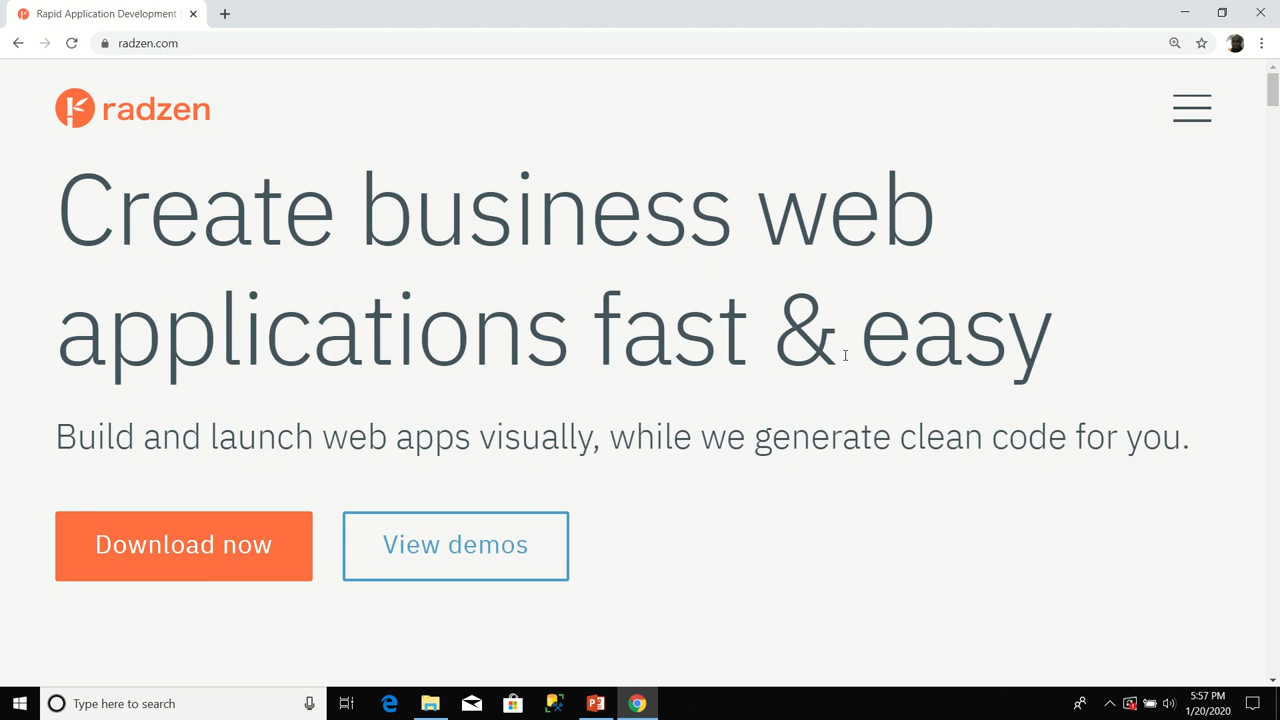 Rapid Application Development
radzen.com
radzen
Create business web
applications fast & easy
Build and launch web apps visually, while we generate clean code for you.
Download now
View demos
Type here to search
5:57 PM
1/20/2020